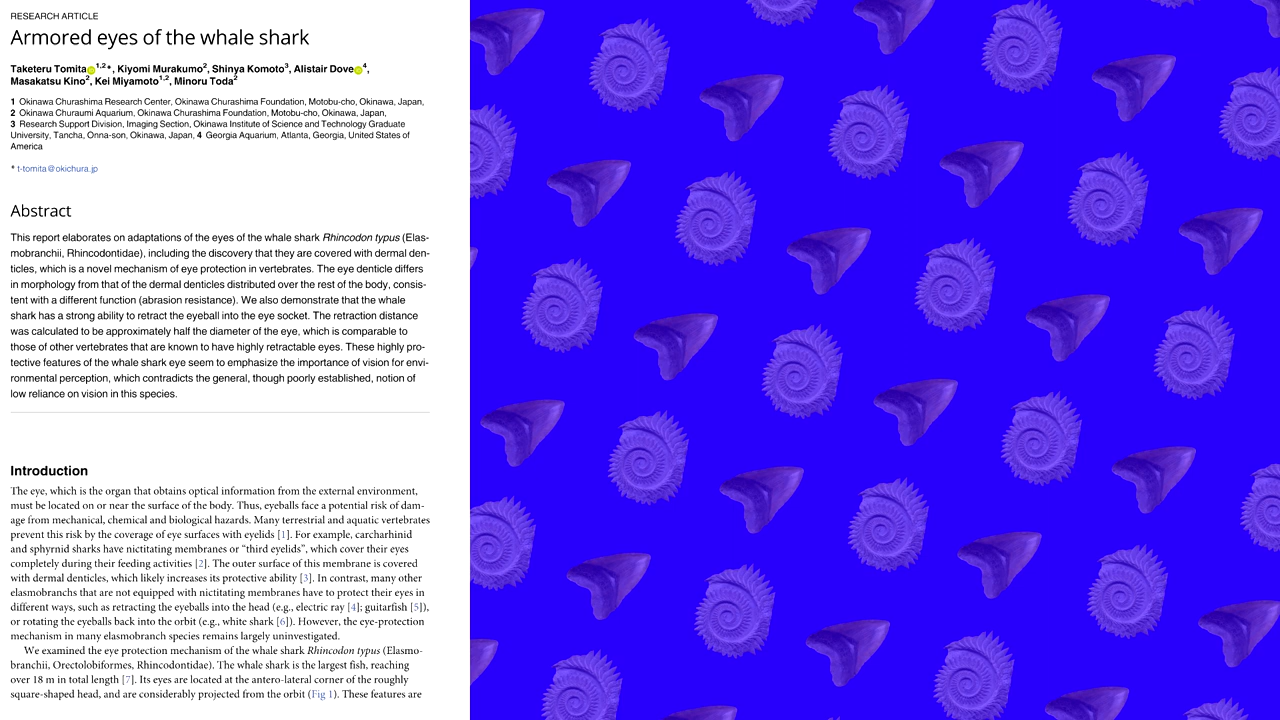 RESEARCH ARTICLE
Armored eyes of the whale shark
Taketeru Tomita 1,2*, Kiyomi Murakumo2, Shinya Komoto3, Alistair Dove 4,
Masakatsu Kino2, Kei Miyamoto1,2, Minoru Toda2
1 Okinawa Churashima Research Center, Okinawa Churashima Foundation, Motobu-cho, Okinawa, Japan,
2 Okinawa Churaumi Aquarium, Okinawa Churashima Foundation, Motobu-cho, Okinawa, Japan,
3 Research Support Division, Imaging Section, Okinawa Institute of Science and Technology Graduate
University, Tancha, Onna-son, Okinawa, Japan, 4 Georgia Aquarium, Atlanta, Georgia, United States of
America
* t-tomita@okichura.jp
Abstract
This report elaborates on adaptations of the eyes of the whale shark Rhincodon typus (Elas-
mobranchii, Rhincodontidae), including the discovery that they are covered with dermal den-
ticles, which is a novel mechanism of eye protection in vertebrates. The eye denticle differs
in morphology from that of the dermal denticles distributed over the rest of the body, consis-
tent with a different function (abrasion resistance). We also demonstrate that the whale
shark has a strong ability to retract the eyeball into the eye socket. The retraction distance
was calculated to be approximately half the diameter of the eye, which is comparable to
those of other vertebrates that are known to have highly retractable eyes. These highly pro-
tective features of the whale shark eye seem to emphasize the importance of vision for envi-
ronmental perception, which contradicts the general, though poorly established, notion of
low reliance on vision in this species.
Introduction
The eye, which is the organ that obtains optical information from the external environment,
must be located on or near the surface of the body. Thus, eyeballs face a potential risk of dam-
age from mechanical, chemical and biological hazards. Many terrestrial and aquatic vertebrates
prevent this risk by the coverage of eye surfaces with eyelids [1]. For example, carcharhinid
and sphyrnid sharks have nictitating membranes or “third eyelids”, which cover their eyes
completely during their feeding activities [2]. The outer surface of this membrane is covered
with dermal denticles, which likely increases its protective ability [3]. In contrast, many other
elasmobranchs that are not equipped with nictitating membranes have to protect their eyes in
different ways, such as retracting the eyeballs into the head (e.g., electric ray [4]; guitarfish [5]),
or rotating the eyeballs back into the orbit (e.g., white shark [6]). However, the eye-protection
mechanism in many elasmobranch species remains largely uninvestigated.
We examined the eye protection mechanism of the whale shark Rhincodon typus (Elasmo-
branchii, Orectolobiformes, Rhincodontidae). The whale shark is the largest fish, reaching
over 18 m in total length [7]. Its eyes are located at the antero-lateral corner of the roughly
square-shaped head, and are considerably projected from the orbit (Fig 1). These features are